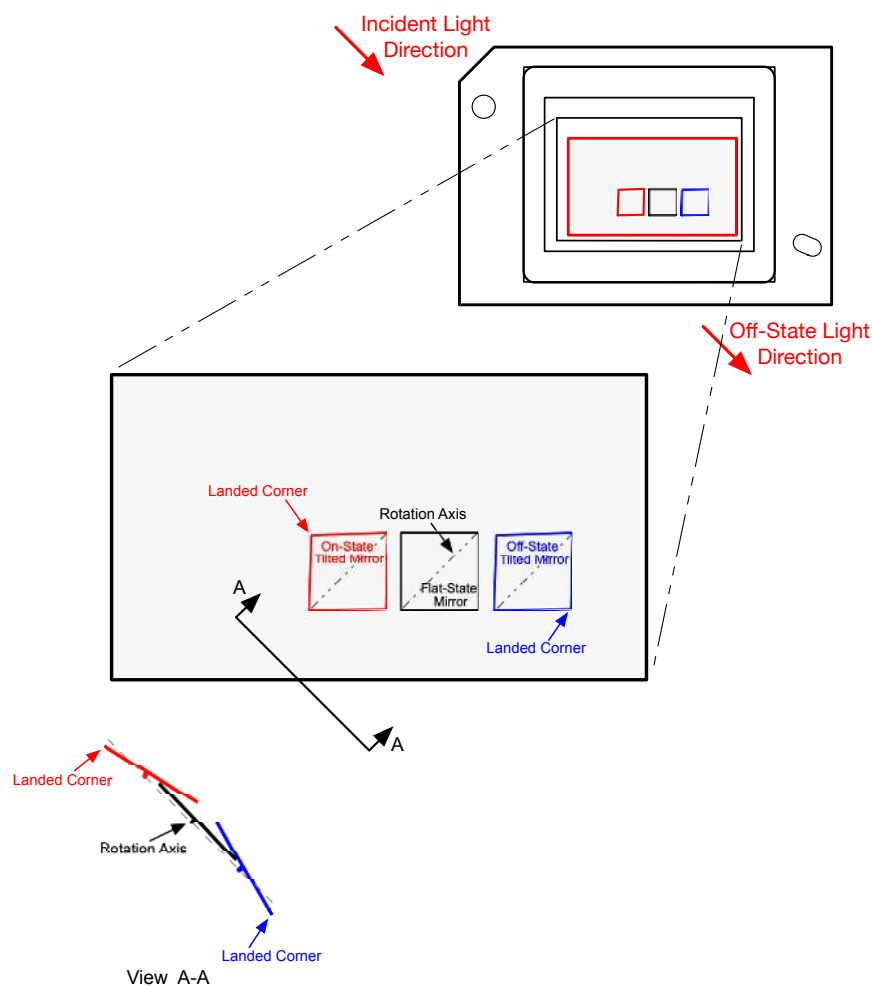 Incident Light
Direction
Off-State Light
Direction
Landed Corner
Rotation Axis
On-State
Tilted Mirror
Off-State
Tilted Mirror
Flat-State
Mirror
A
Landed Corner
A
Landed Corner
Rotation Axis
Landed Corner
View A-A